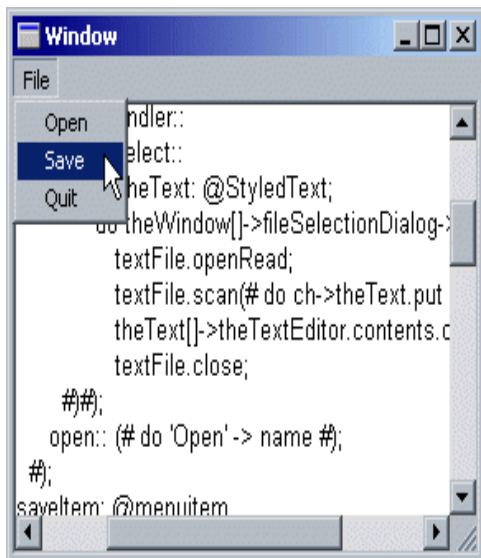 Window
File
Open
Save
Quit
ndler::
elect::
heText: @StyledText;
do theWindow[]->fileSelectionDialog->
textFile.openRead;
textFile.scan(# do ch->theText.put
theText[]->theTextEditor.contents.c
textFile.close;
#)#);
open:: (# do 'Open' -> name #);
#);
saveItem: @menuitem